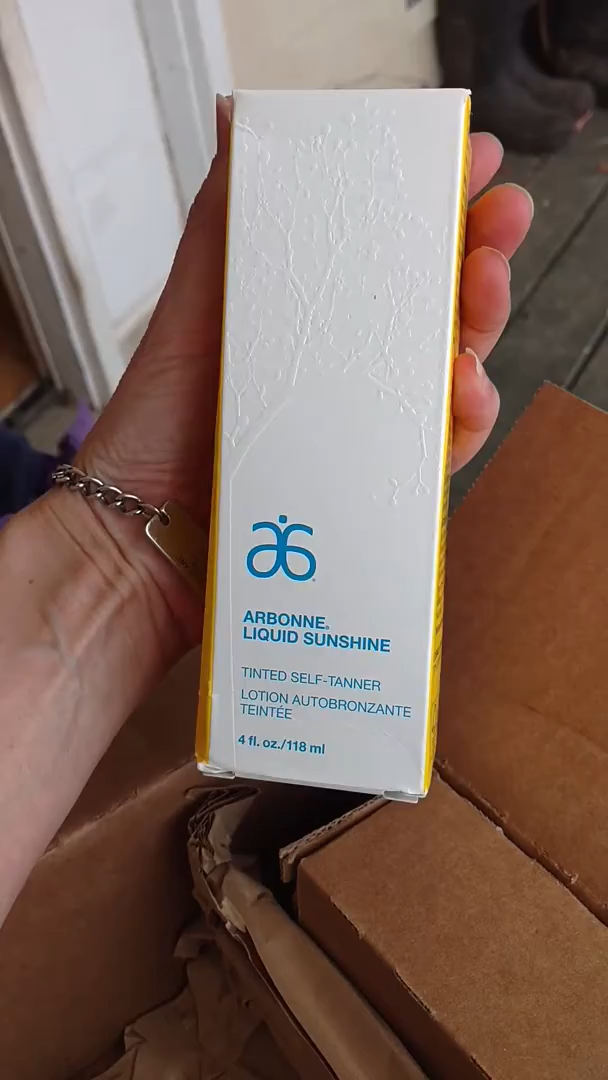 ARBONNE®
LIQUID SUNSHINE
TINTED SELF-TANNER
LOTION AUTOBRONZANTE
TEINTÉE
4 fl. oz./118 ml